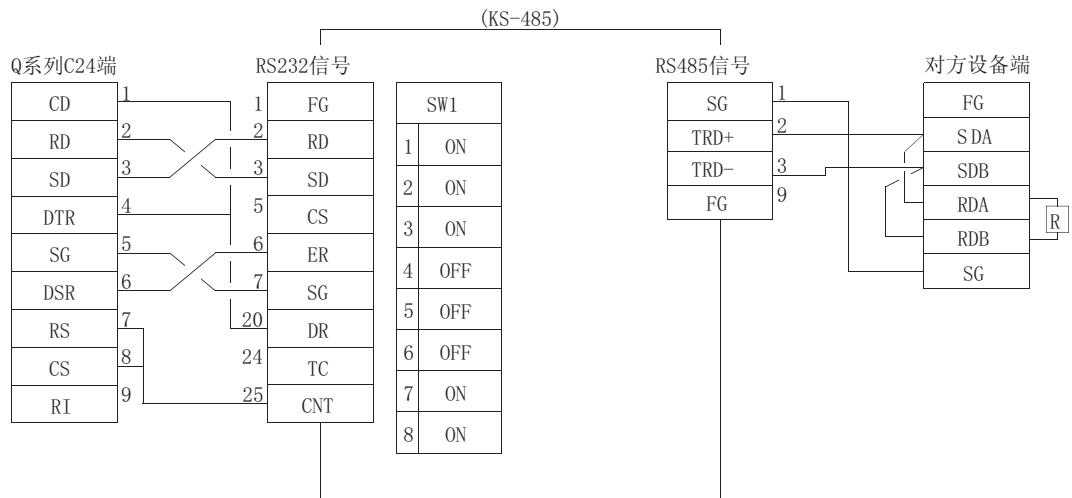 (KS-485)
Q系列C24端 RS232信号 RS485信号 对方设备端
CD 1 1 FG
RD 2 2 RD
SD 3 3 SD
DTR 4 5 CS
SG 5 6 ER
DSR 6 7 SG
RS 7 20 DR
CS 8 24 TC
RI 9 25 CNT
SW1
1 ON
2 ON
3 ON
4 OFF
5 OFF
6 OFF
7 ON
8 ON
SG 1
TRD+ 2
TRD- 3
FG 9
FG
SDA
SDB
RDA
RDB
SG
R